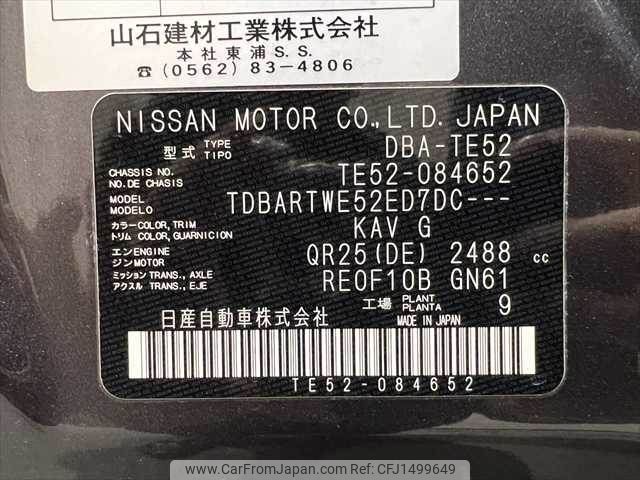 山石建材工業株式会社
本社東浦S.S.
☎(0562)83-4806
NISSAN MOTOR CO.,LTD. JAPAN
型式 TYPE TIPO DBA-TE52
CHASSIS NO. NO.DE CHASIS TE52-084652
MODEL MODELO TDBARTWE52ED7DC---
カラー COLOR,TRIM トリム COLOR,GUARNICION KAV G
エンジン ENGINE MOTOR QR25(DE) 2488 cc
ミッション TRANS., AXLE アクスル TRANS., EJE RE0F10B GN61
工場 PLANT PLANTA 9
日産自動車株式会社 MADE IN JAPAN
TE52-084652
www.CarFromJapan.com | © CarFromJapan | ID: CFJ1499649